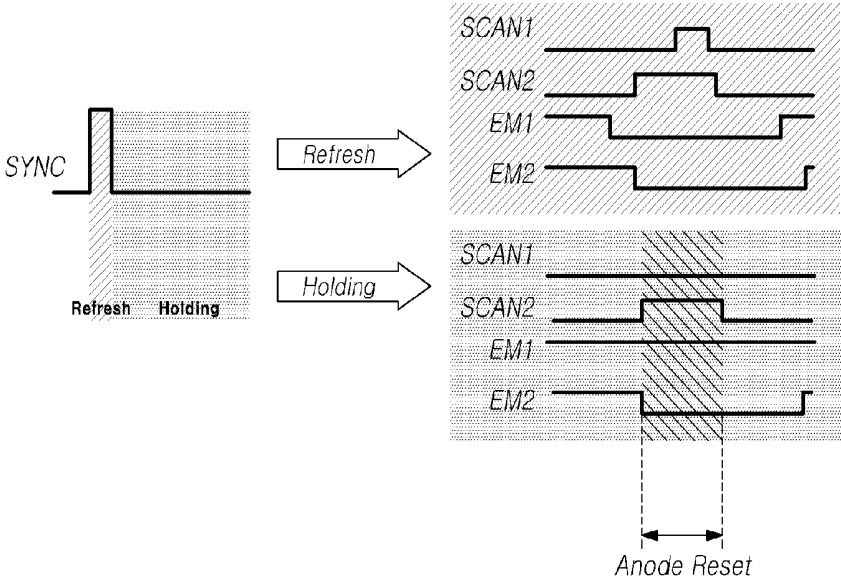 SYNC
Refresh Holding
Refresh
SCAN1
SCAN2
EM1
EM2
Holding
SCAN1
SCAN2
EM1
EM2
Anode Reset